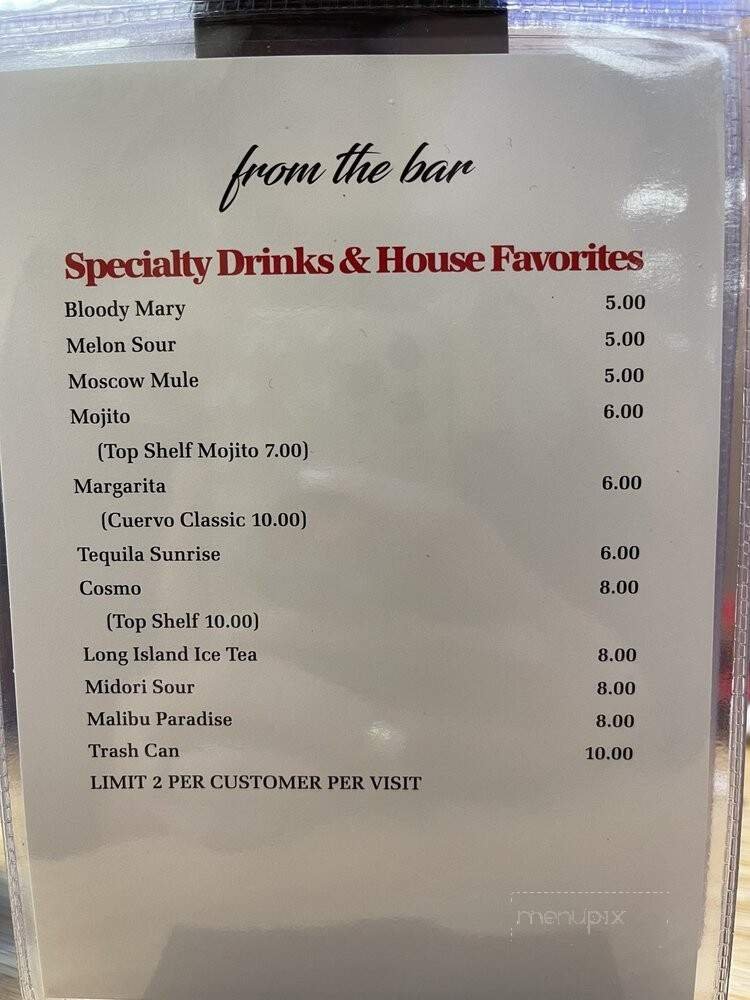 from the bar
Specialty Drinks & House Favorites
Bloody Mary 5.00
Melon Sour 5.00
Moscow Mule 5.00
Mojito 6.00
(Top Shelf Mojito 7.00)
Margarita 6.00
(Cuervo Classic 10.00)
Tequila Sunrise 6.00
Cosmo 8.00
(Top Shelf 10.00)
Long Island Ice Tea 8.00
Midori Sour 8.00
Malibu Paradise 8.00
Trash Can 10.00
LIMIT 2 PER CUSTOMER PER VISIT
menupix